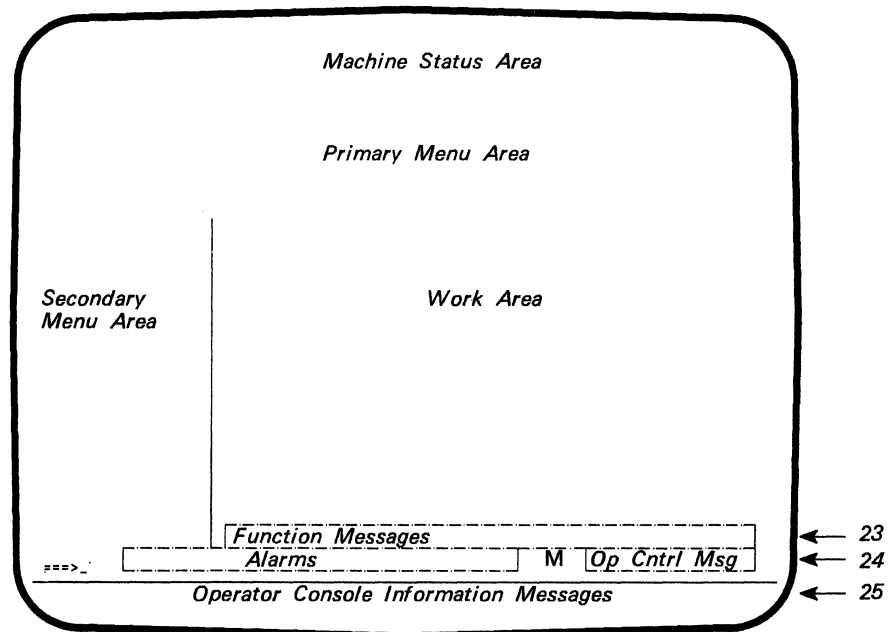 Machine Status Area
Primary Menu Area
Secondary
Menu Area
Work Area
Function Messages
23
===>_ Alarms M Op Cntrl Msg
24
Operator Console Information Messages
25